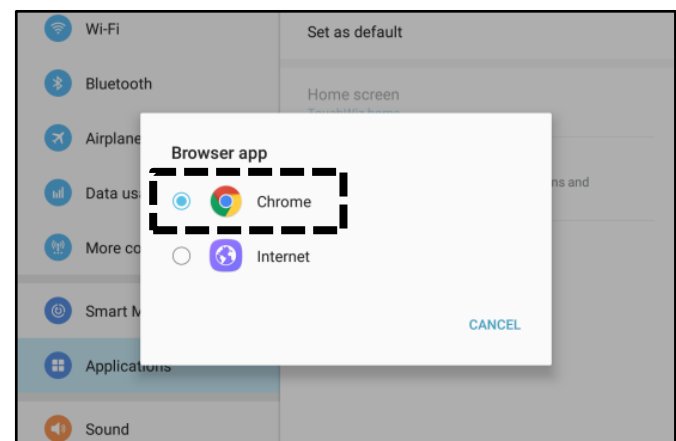 Wi-Fi
Set as default
Bluetooth
Home screen
Airplane
Browser app
Data us
ns and
Chrome
More co
Internet
Smart M
CANCEL
Applications
Sound